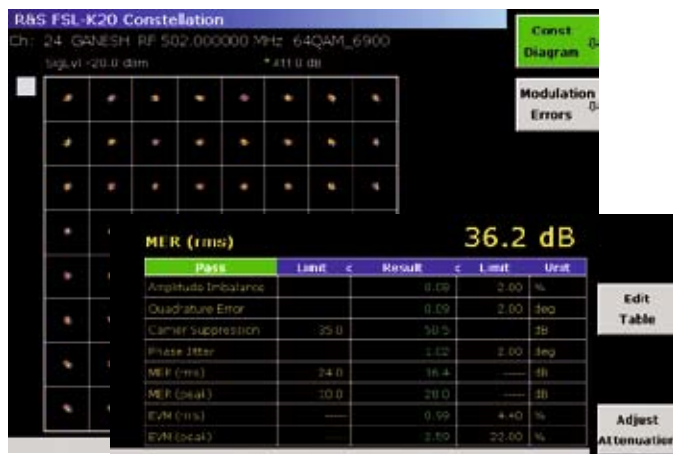 R&S FSL-K20 Constellation
Ch: 24 GANESH RF 502.000000 MHz 64QAM_6900
SigLvl -20.0 dBm
Const
Diagram
Modulation
Errors
MER (rms) 36.2 dB
Pass Limit < Result < Limit Unit
Amplitude Imbalance 0.09 2.00 %
Quadrature Error 0.09 2.00 deg
Carrier Suppression 35.0 50.5 dB
Phase Jitter 1.02 2.00 deg
MER (rms) 24.0 36.4 ---- dB
MER (peak) 10.0 28.0 ---- dB
EVM (rms) ---- 0.99 4.40 %
EVM (peak) 2.89 22.00 %
Edit
Table
Adjust
Attenuation